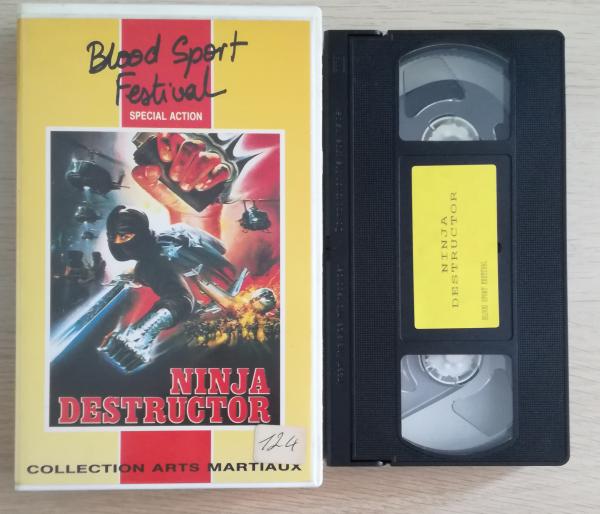 Blood Sport
Festival
SPECIAL ACTION
NINJA
DESTRUCTOR
124
COLLECTION ARTS MARTIAUX
NINJA
DESTRUCTOR
BLOOD SPORT FESTIVAL